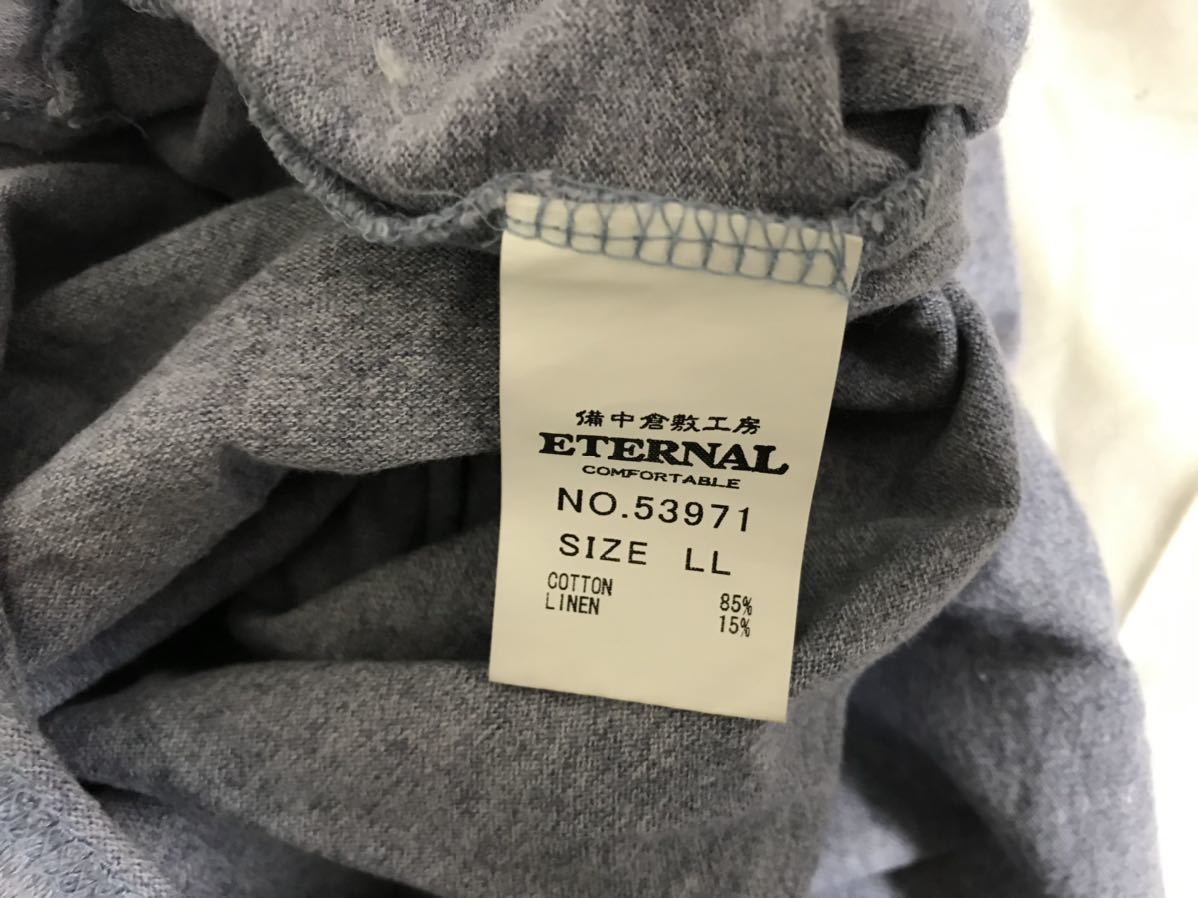 備中倉敷工房
ETERNAL
COMFORTABLE
NO.53971
SIZE LL
COTTON 85%
LINEN 15%